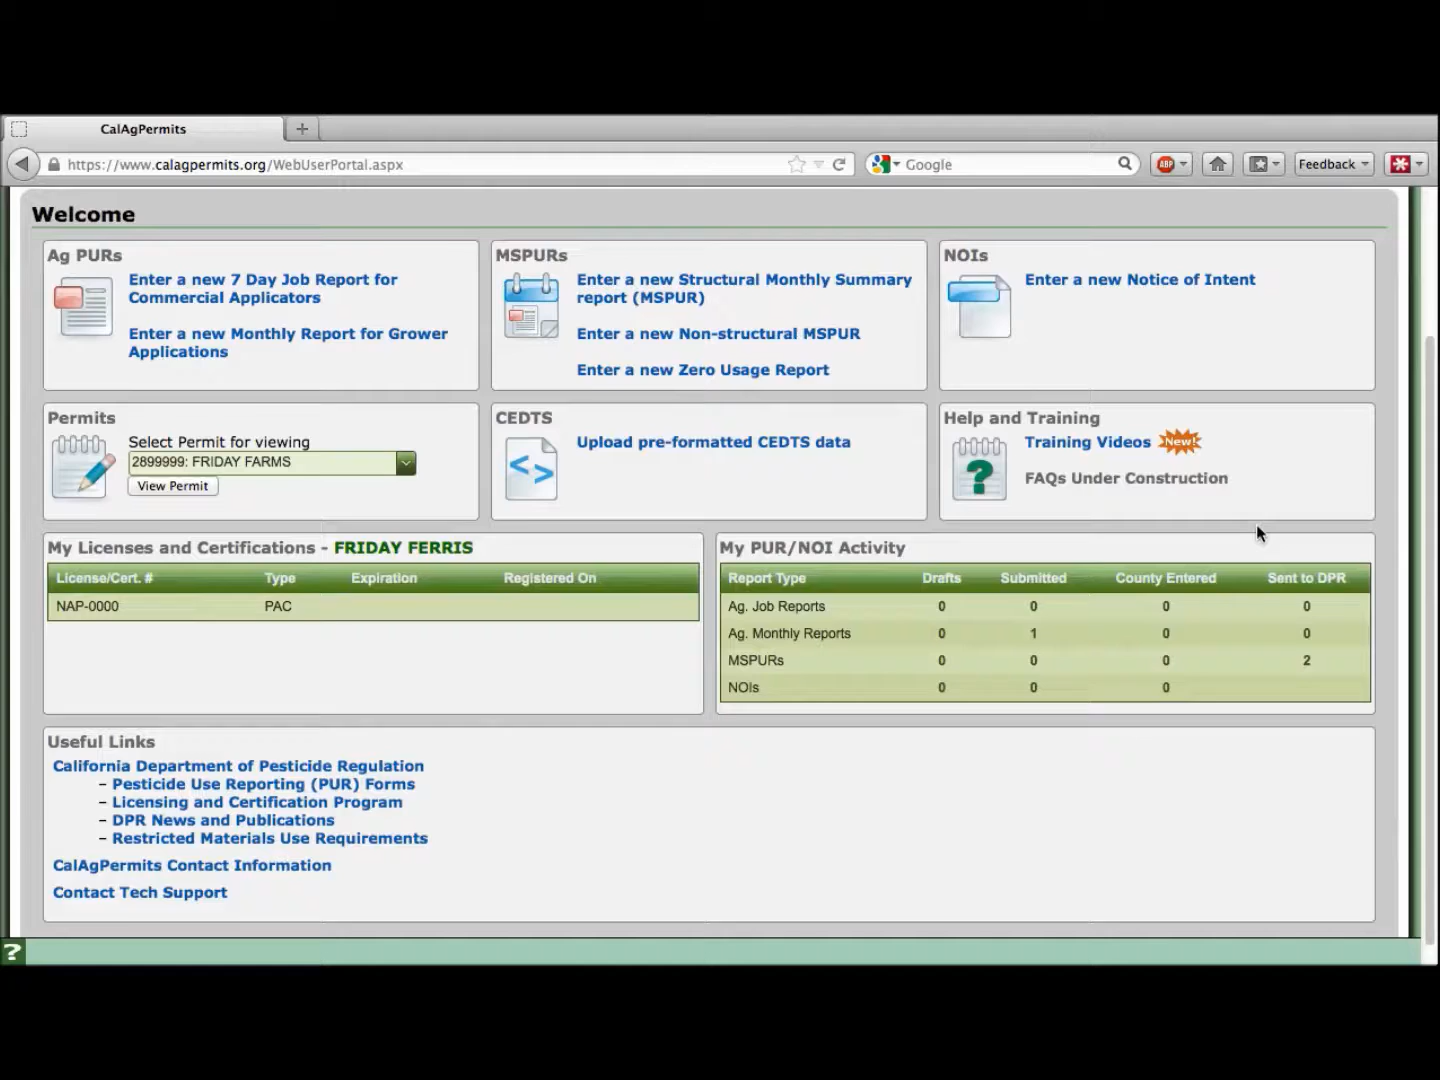 CalAgPermits
https://www.calagpermits.org/WebUserPortal.aspx
Google
ABP
Feedback
Welcome
Ag PURs
Enter a new 7 Day Job Report for
Commercial Applicators
Enter a new Monthly Report for Grower
Applications
MSPURs
Enter a new Structural Monthly Summary
report (MSPUR)
Enter a new Non-structural MSPUR
Enter a new Zero Usage Report
NOIs
Enter a new Notice of Intent
Permits
Select Permit for viewing
2899999: FRIDAY FARMS
View Permit
CEDTS
Upload pre-formatted CEDTS data
Help and Training
Training Videos New!
FAQs Under Construction
My Licenses and Certifications - FRIDAY FERRIS
License/Cert. # Type Expiration Registered On
NAP-0000 PAC
My PUR/NOI Activity
Report Type Drafts Submitted County Entered Sent to DPR
Ag. Job Reports 0 0 0 0
Ag. Monthly Reports 0 1 0 0
MSPURs 0 0 0 2
NOIs 0 0 0
Useful Links
California Department of Pesticide Regulation
– Pesticide Use Reporting (PUR) Forms
– Licensing and Certification Program
– DPR News and Publications
– Restricted Materials Use Requirements
CalAgPermits Contact Information
Contact Tech Support
?